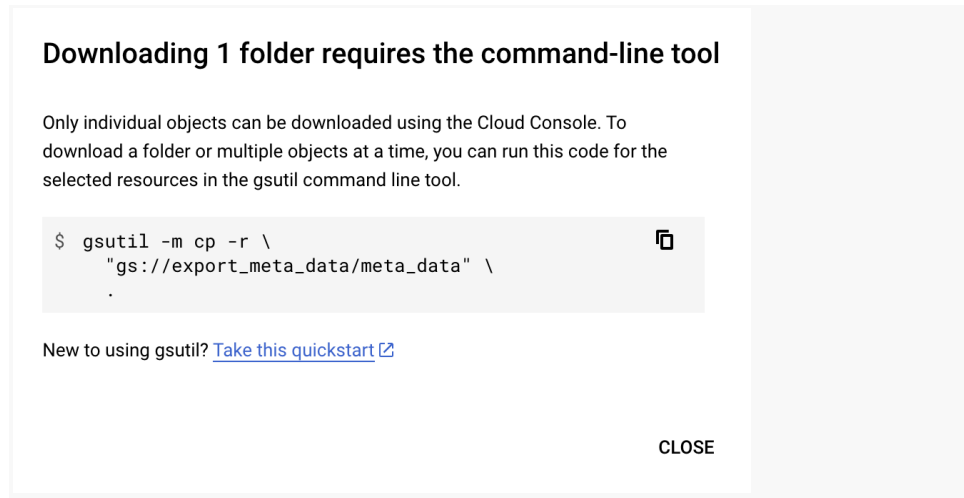 Downloading 1 folder requires the command-line tool
Only individual objects can be downloaded using the Cloud Console. To
download a folder or multiple objects at a time, you can run this code for the
selected resources in the gsutil command line tool.
$ gsutil -m cp -r \
"gs://export_meta_data/meta_data" \
.
New to using gsutil? Take this quickstart
CLOSE